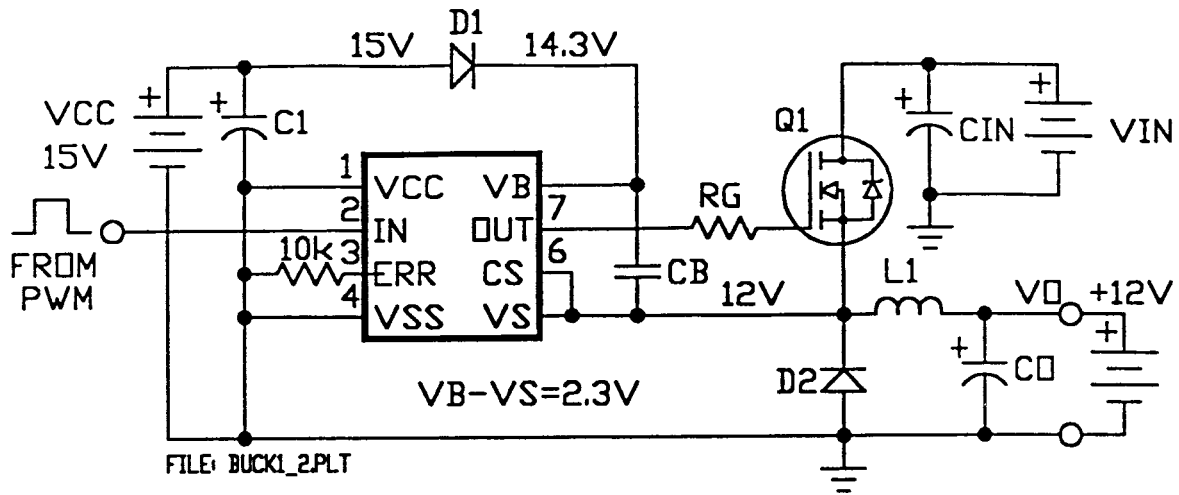 D1
15V
14.3V
VCC
15V
C1
Q1
CIN
VIN
1
VCC
VB
2
7
RG
IN
OUT
FROM
PWM
10k
3
ERR
6
CS
CB
4
VSS
VS
12V
L1
VO
+12V
VB-VS=2.3V
D2
CO
FILE: BUCK1_2.PLT